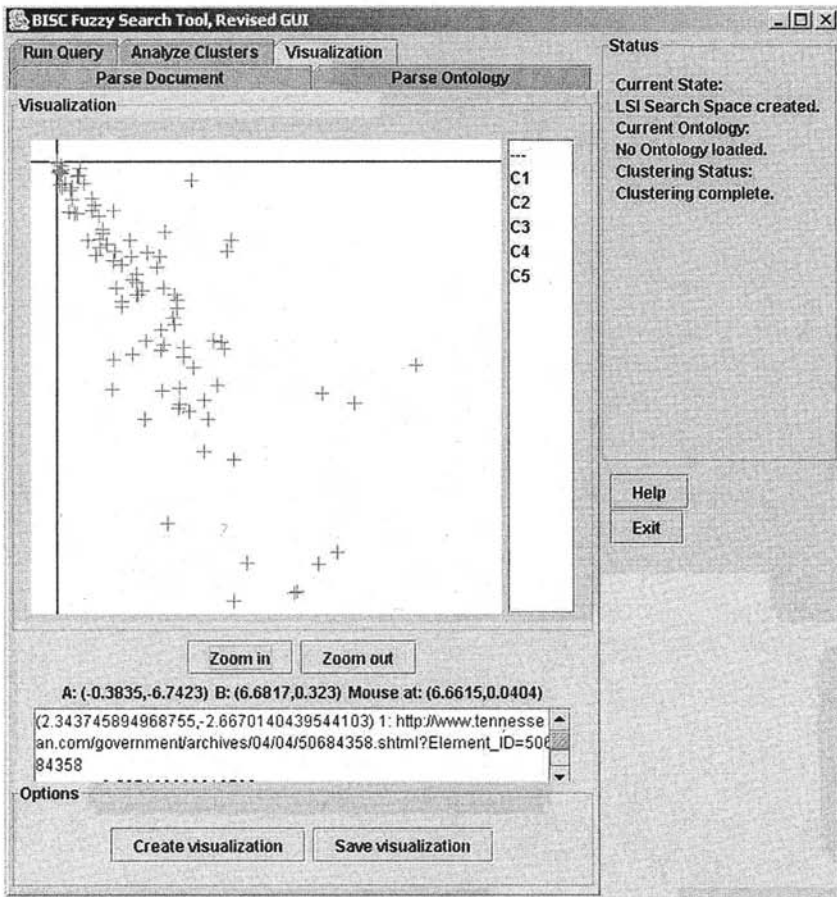 BISC Fuzzy Search Tool, Revised GUI
Run Query
Analyze Clusters
Visualization
Parse Document
Parse Ontology
Visualization
---
C1
C2
C3
C4
C5
Zoom in
Zoom out
A: (-0.3835,-6.7423) B: (6.6817,0.323) Mouse at: (6.6615,0.0404)
(2.343745894968755,-2.6670140439544103) 1: http://www.tennesse
an.com/government/archives/04/04/50684358.shtml?Element_ID=506
84358
Options
Create visualization
Save visualization
Status
Current State:
LSI Search Space created.
Current Ontology:
No Ontology loaded.
Clustering Status:
Clustering complete.
Help
Exit